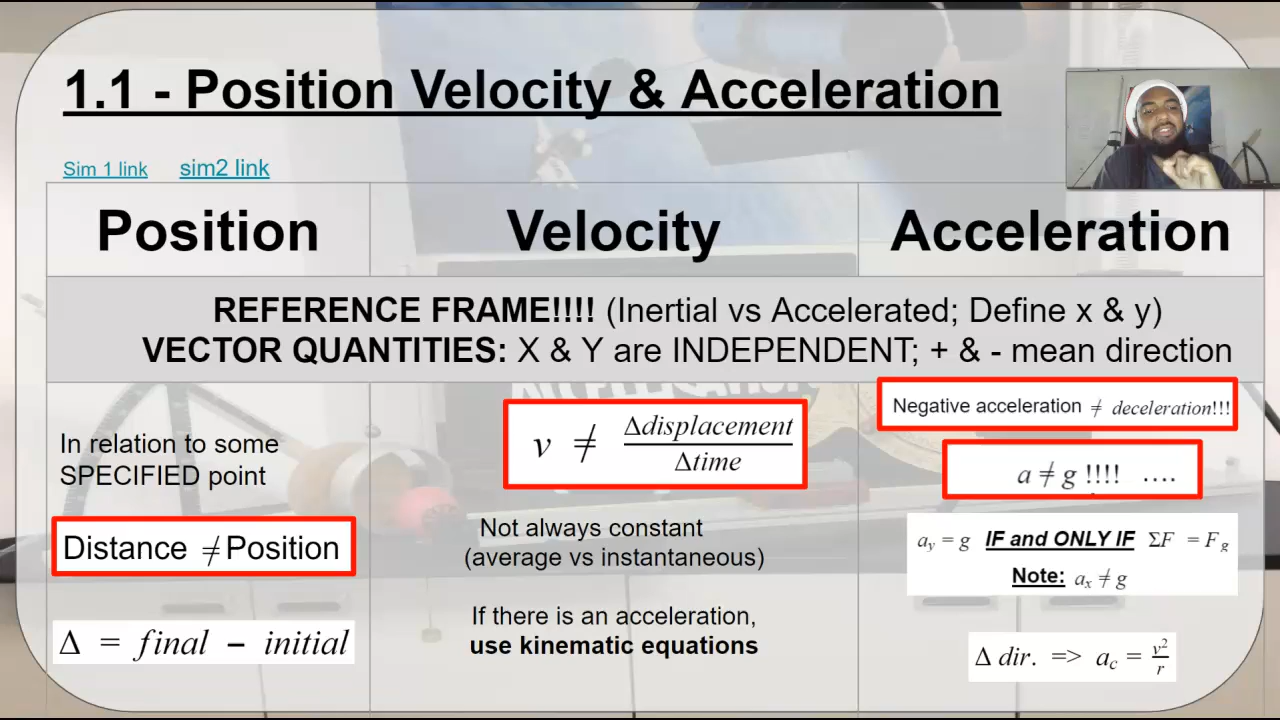 1.1 - Position Velocity & Acceleration
Sim 1 link sim2 link
Position Velocity Acceleration
REFERENCE FRAME!!!! (Inertial vs Accelerated; Define x & y)
VECTOR QUANTITIES: X & Y are INDEPENDENT; + & - mean direction
In relation to some
SPECIFIED point
Distance ≠ Position
Δ = final − initial
v ≠ Δdisplacement / Δtime
Not always constant
(average vs instantaneous)
If there is an acceleration,
use kinematic equations
Negative acceleration ≠ deceleration!!!
a ≠ g !!!! ....
a_y = g IF and ONLY IF ΣF = F_g
Note: a_x ≠ g
Δ dir. => a_c = v²/r